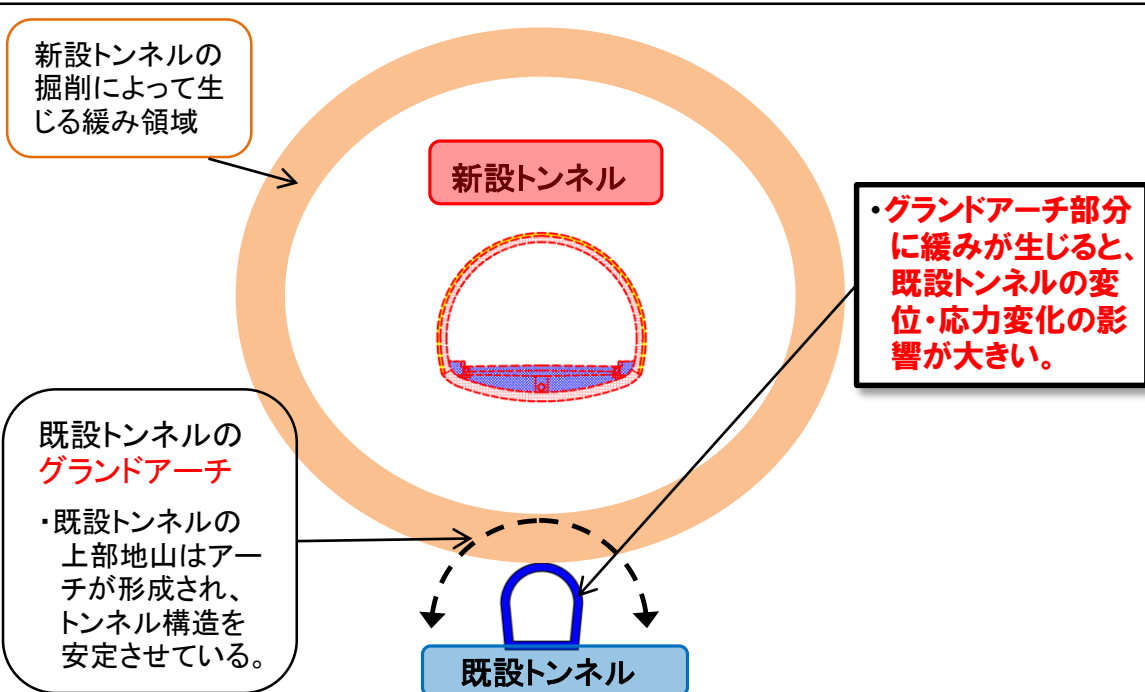 新設トンネルの
掘削によって生
じる緩み領域
新設トンネル
・グランドアーチ部分
に緩みが生じると、
既設トンネルの変
位・応力変化の影
響が大きい。
既設トンネルの
グランドアーチ
・既設トンネルの
上部地山はアー
チが形成され、
トンネル構造を
安定させている。
既設トンネル